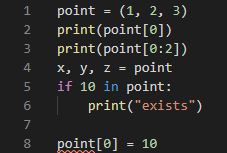 1 point = (1, 2, 3)
2 print(point[0])
3 print(point[0:2])
4 x, y, z = point
5 if 10 in point:
6     print("exists")
7
8 point[0] = 10